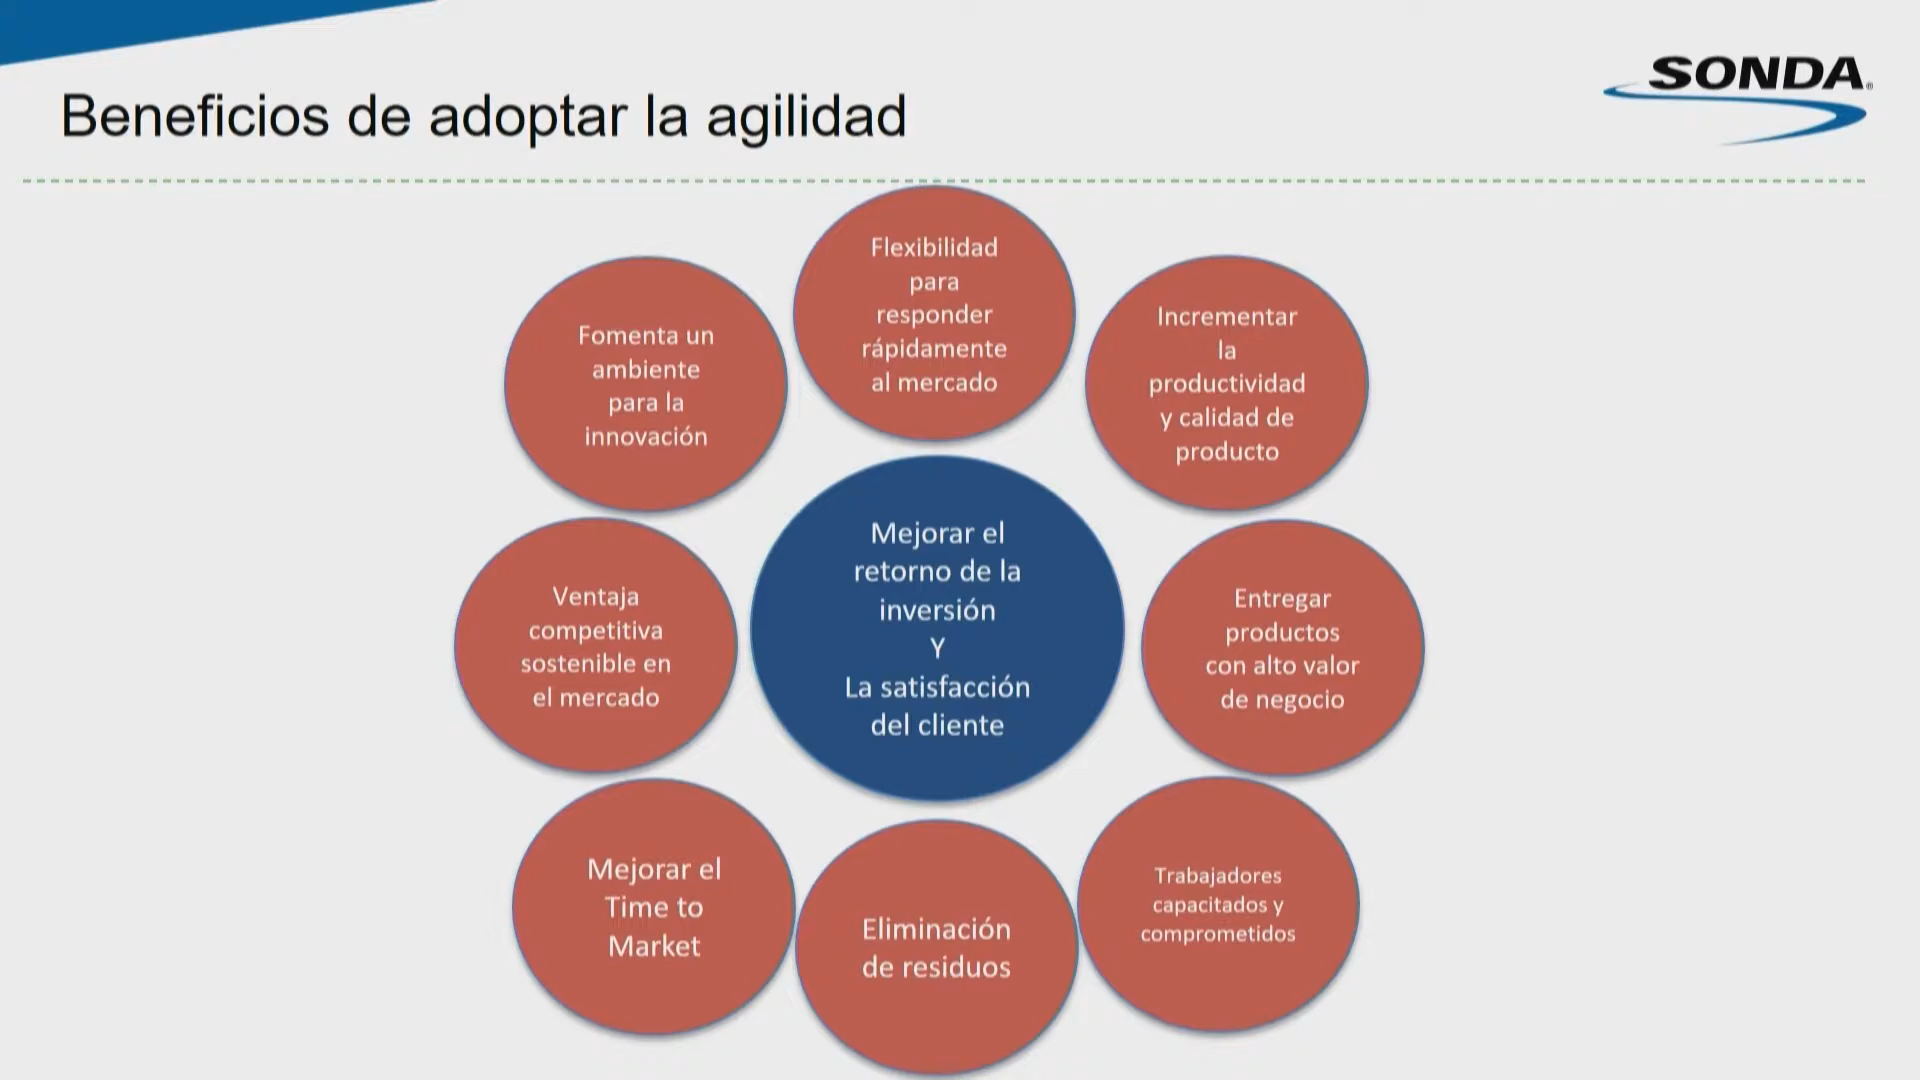 SONDA®
Beneficios de adoptar la agilidad
Flexibilidad
para
responder
rápidamente
al mercado
Fomenta un
ambiente
para la
innovación
Incrementar
la
productividad
y calidad de
producto
Mejorar el
retorno de la
inversión
Y
La satisfacción
del cliente
Ventaja
competitiva
sostenible en
el mercado
Entregar
productos
con alto valor
de negocio
Mejorar el
Time to
Market
Eliminación
de residuos
Trabajadores
capacitados y
comprometidos